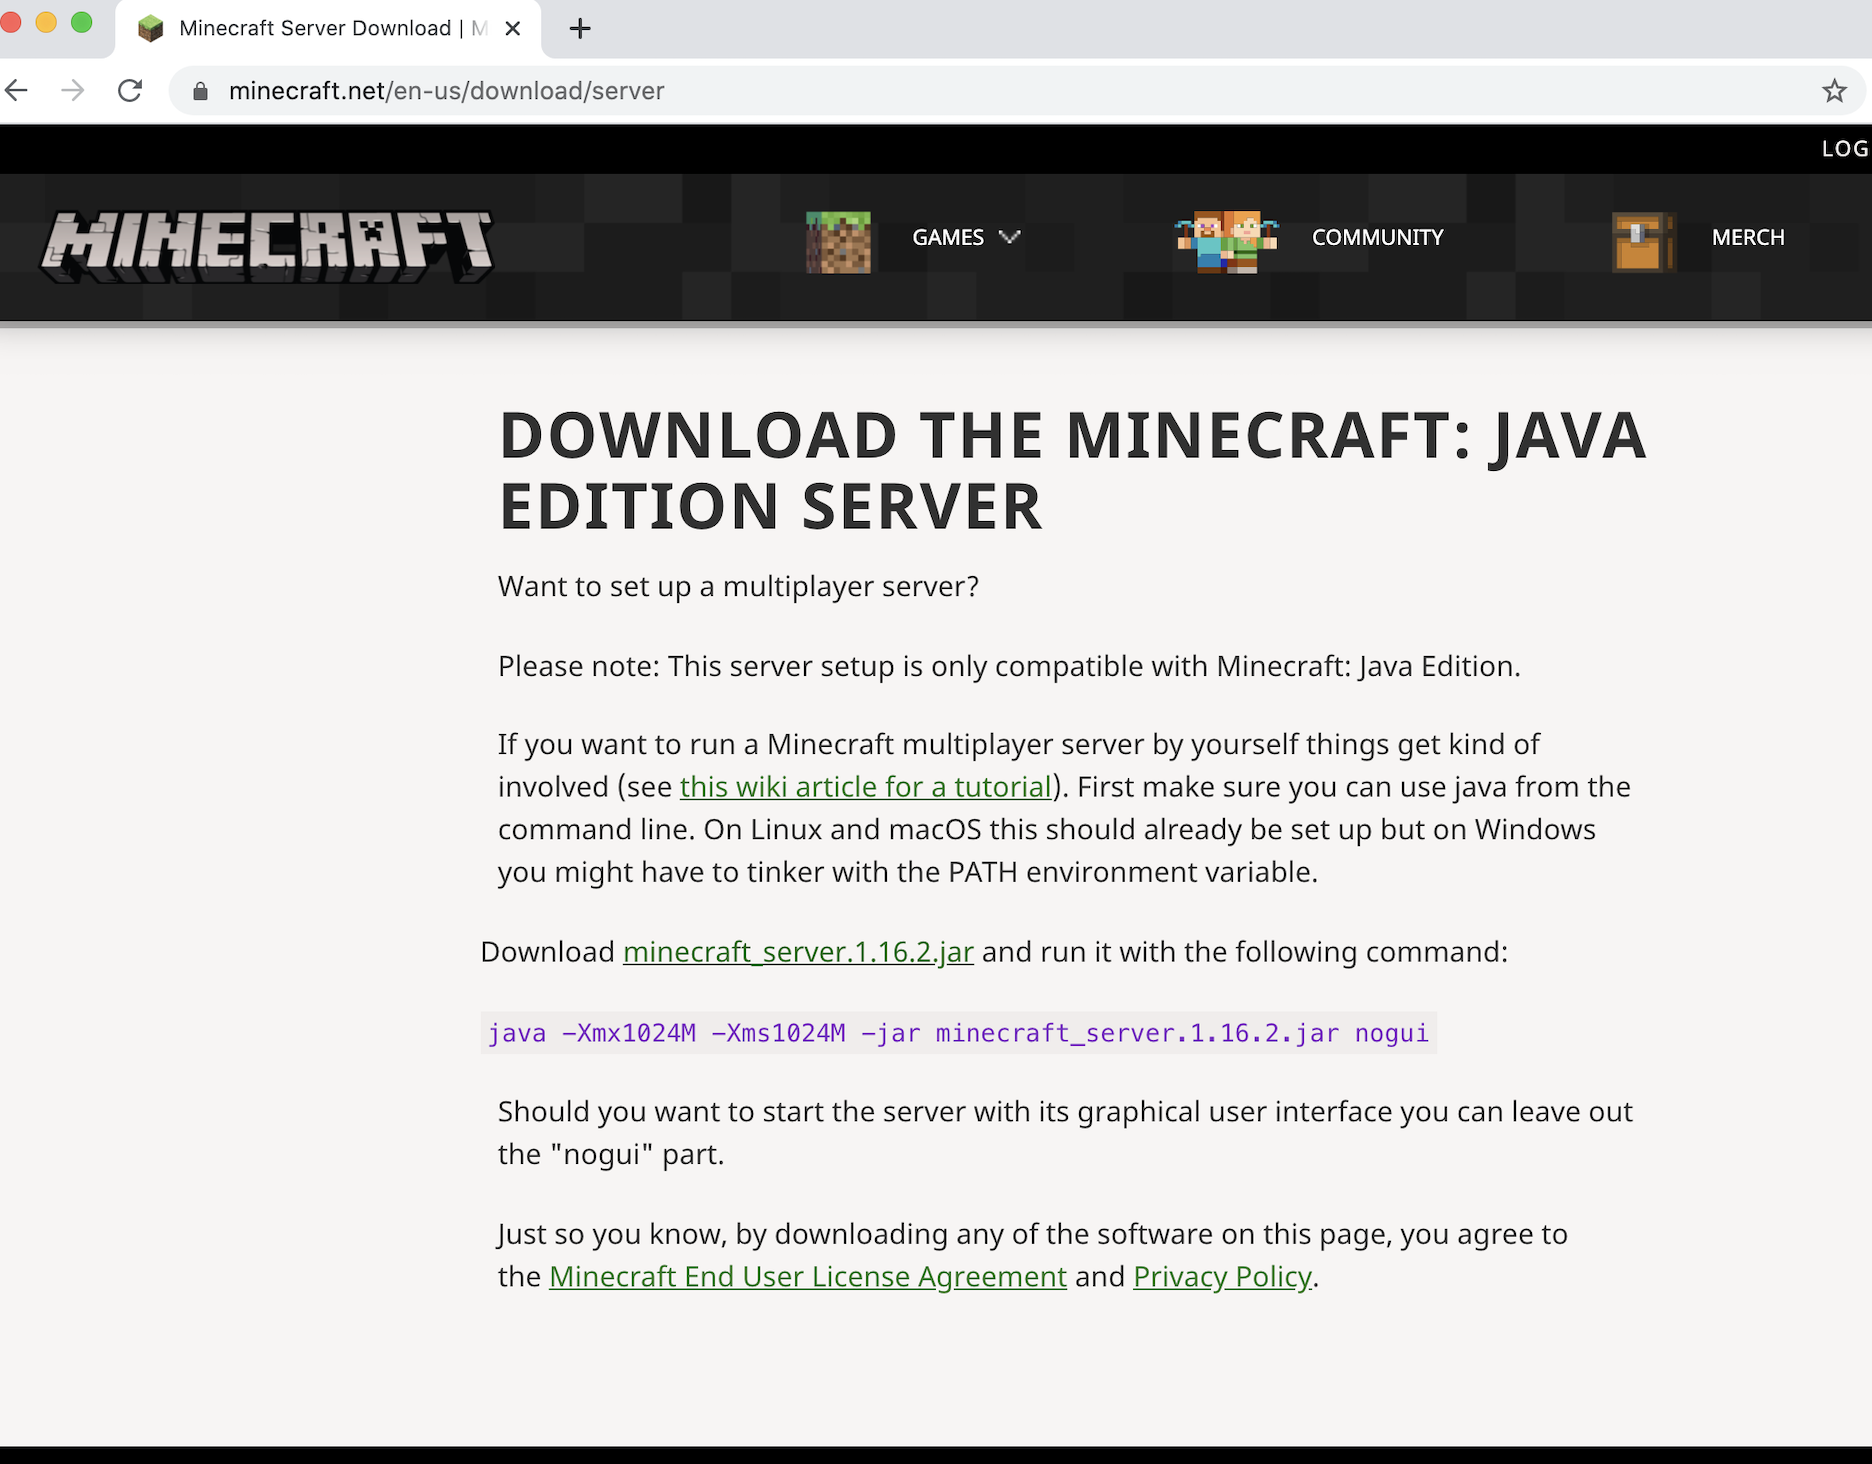 Minecraft Server Download | M
minecraft.net/en-us/download/server
LOG
MINECRAFT
GAMES
COMMUNITY
MERCH
DOWNLOAD THE MINECRAFT: JAVA
EDITION SERVER
Want to set up a multiplayer server?
Please note: This server setup is only compatible with Minecraft: Java Edition.
If you want to run a Minecraft multiplayer server by yourself things get kind of
involved (see this wiki article for a tutorial). First make sure you can use java from the
command line. On Linux and macOS this should already be set up but on Windows
you might have to tinker with the PATH environment variable.
Download minecraft_server.1.16.2.jar and run it with the following command:
java -Xmx1024M -Xms1024M -jar minecraft_server.1.16.2.jar nogui
Should you want to start the server with its graphical user interface you can leave out
the "nogui" part.
Just so you know, by downloading any of the software on this page, you agree to
the Minecraft End User License Agreement and Privacy Policy.